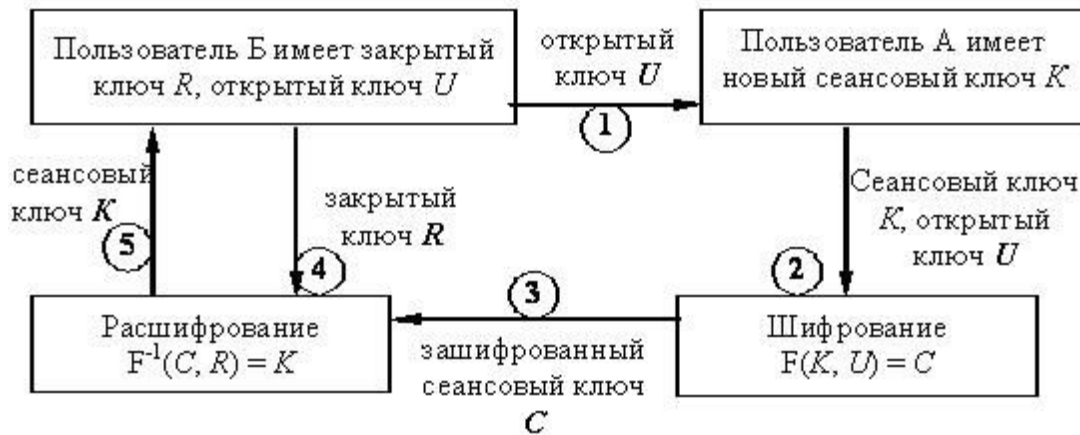 Пользователь Б имеет закрытый
ключ R, открытый ключ U
открытый
ключ U
1
Пользователь А имеет
новый сеансовый ключ К
сеансовый
ключ К
5
закрытый
ключ R
4
Сеансовый ключ
К, открытый
ключ U
2
3
Расшифрование
F⁻¹(C, R) = K
зашифрованный
сеансовый ключ
C
Шифрование
F(K, U) = C